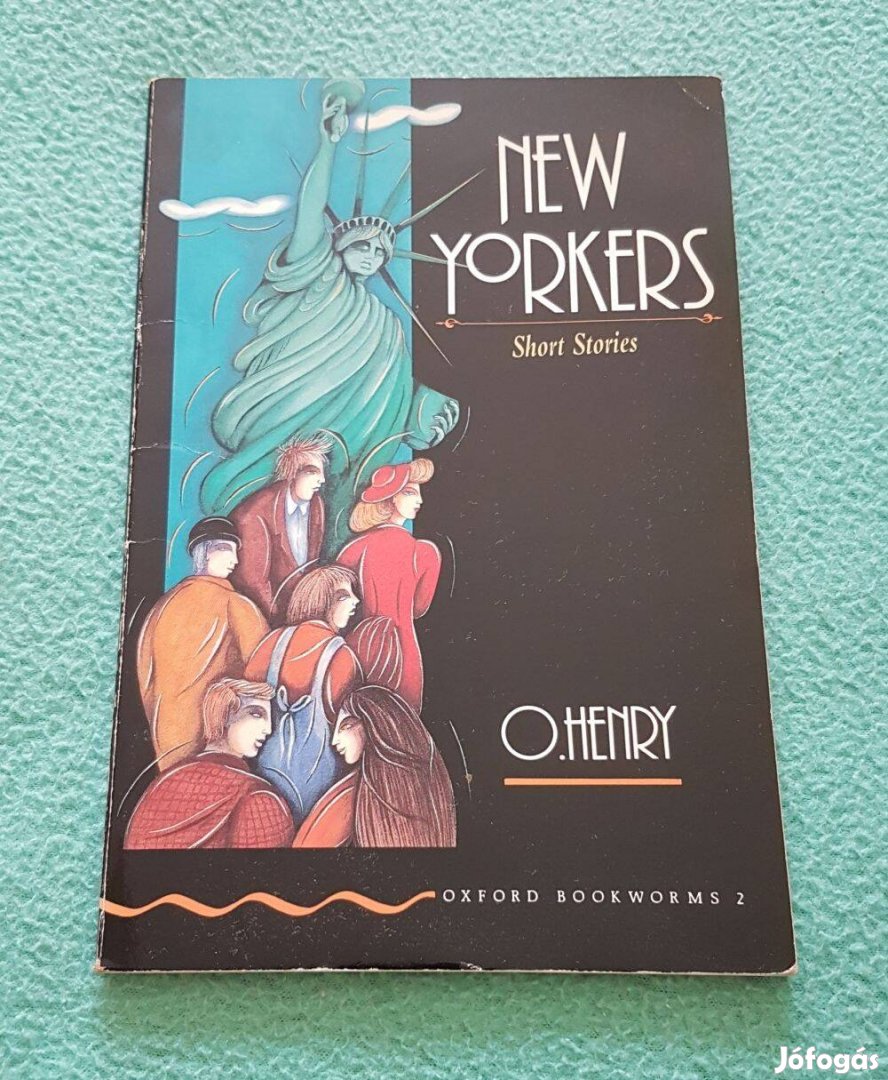 NEW
YORKERS
Short Stories
O.HENRY
OXFORD BOOKWORMS 2
Jófogás